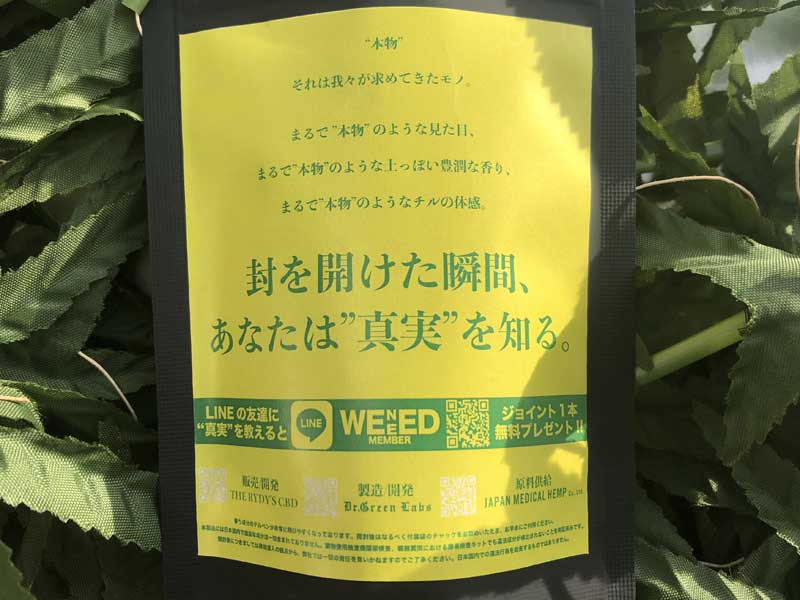 “本物”
それは我々が求めてきたモノ。
まるで”本物”のような見た目、
まるで”本物”のような土っぽい豊潤な香り、
まるで”本物”のようなチルの体感。
封を開けた瞬間、
あなたは”真実”を知る。
LINEの友達に
“真実”を教えると
LINE
WENEED
MEMBER
ジョイント1本
無料プレゼント!!
販売/開発
THE RYDY'S CBD
製造/開発
Dr.Green Labs
原料供給
JAPAN MEDICAL HEMP Co.,Ltd.